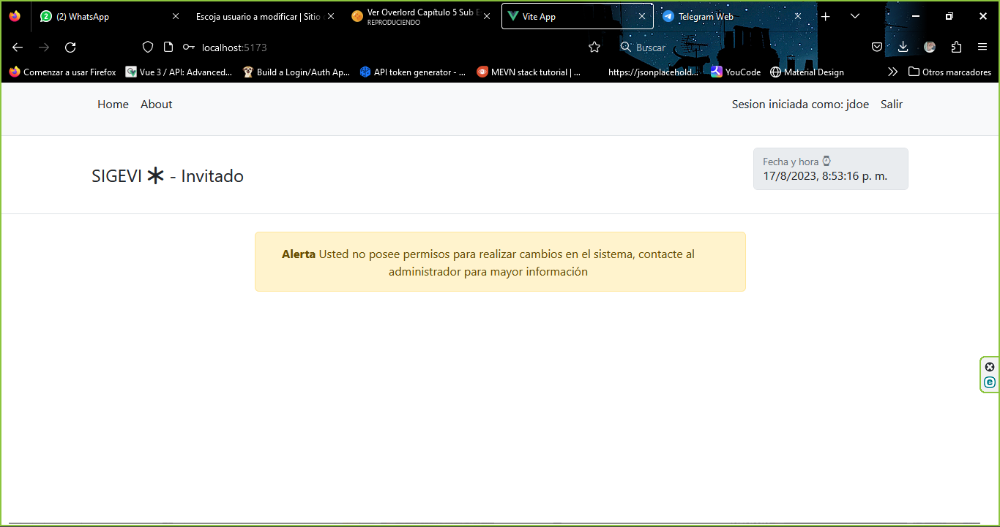 (2) WhatsApp
Escoja usuario a modificar | Sitio
Ver Overlord Capítulo 5 Sub E
REPRODUCIENDO
Vite App
Telegram Web
localhost:5173
Buscar
Comenzar a usar Firefox
Vue 3 / API: Advanced...
Build a Login/Auth Ap...
API token generator - ...
MEVN stack tutorial | ...
https://jsonplacehold...
YouCode
Material Design
Otros marcadores
Home About
Sesion iniciada como: jdoe Salir
SIGEVI * - Invitado
Fecha y hora ⌚
17/8/2023, 8:53:16 p. m.
Alerta Usted no posee permisos para realizar cambios en el sistema, contacte al
administrador para mayor información